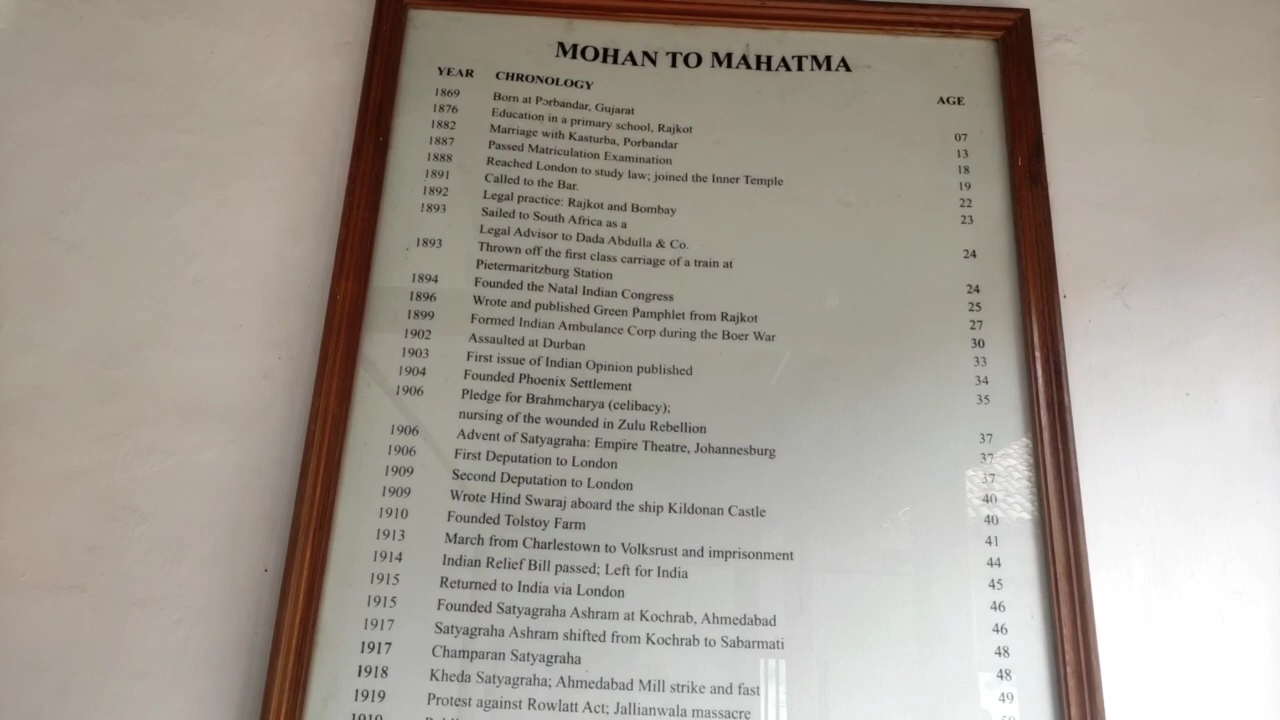 MOHAN TO MAHATMA
YEAR CHRONOLOGY AGE
1869 Born at Porbandar, Gujarat
1876 Education in a primary school, Rajkot 07
1882 Marriage with Kasturba, Porbandar 13
1887 Passed Matriculation Examination 18
1888 Reached London to study law; joined the Inner Temple 19
1891 Called to the Bar. 22
1892 Legal practice: Rajkot and Bombay 23
1893 Sailed to South Africa as a
Legal Advisor to Dada Abdulla & Co. 24
1893 Thrown off the first class carriage of a train at
Pietermaritzburg Station 24
1894 Founded the Natal Indian Congress 25
1896 Wrote and published Green Pamphlet from Rajkot 27
1899 Formed Indian Ambulance Corp during the Boer War 30
1902 Assaulted at Durban 33
1903 First issue of Indian Opinion published 34
1904 Founded Phoenix Settlement 35
1906 Pledge for Brahmcharya (celibacy);
nursing of the wounded in Zulu Rebellion 37
1906 Advent of Satyagraha: Empire Theatre, Johannesburg 37
1906 First Deputation to London 37
1909 Second Deputation to London 40
1909 Wrote Hind Swaraj aboard the ship Kildonan Castle 40
1910 Founded Tolstoy Farm 41
1913 March from Charlestown to Volksrust and imprisonment 44
1914 Indian Relief Bill passed; Left for India 45
1915 Returned to India via London 46
1915 Founded Satyagraha Ashram at Kochrab, Ahmedabad 46
1917 Satyagraha Ashram shifted from Kochrab to Sabarmati 48
1917 Champaran Satyagraha 48
1918 Kheda Satyagraha; Ahmedabad Mill strike and fast 49
1919 Protest against Rowlatt Act; Jallianwala massacre
1919